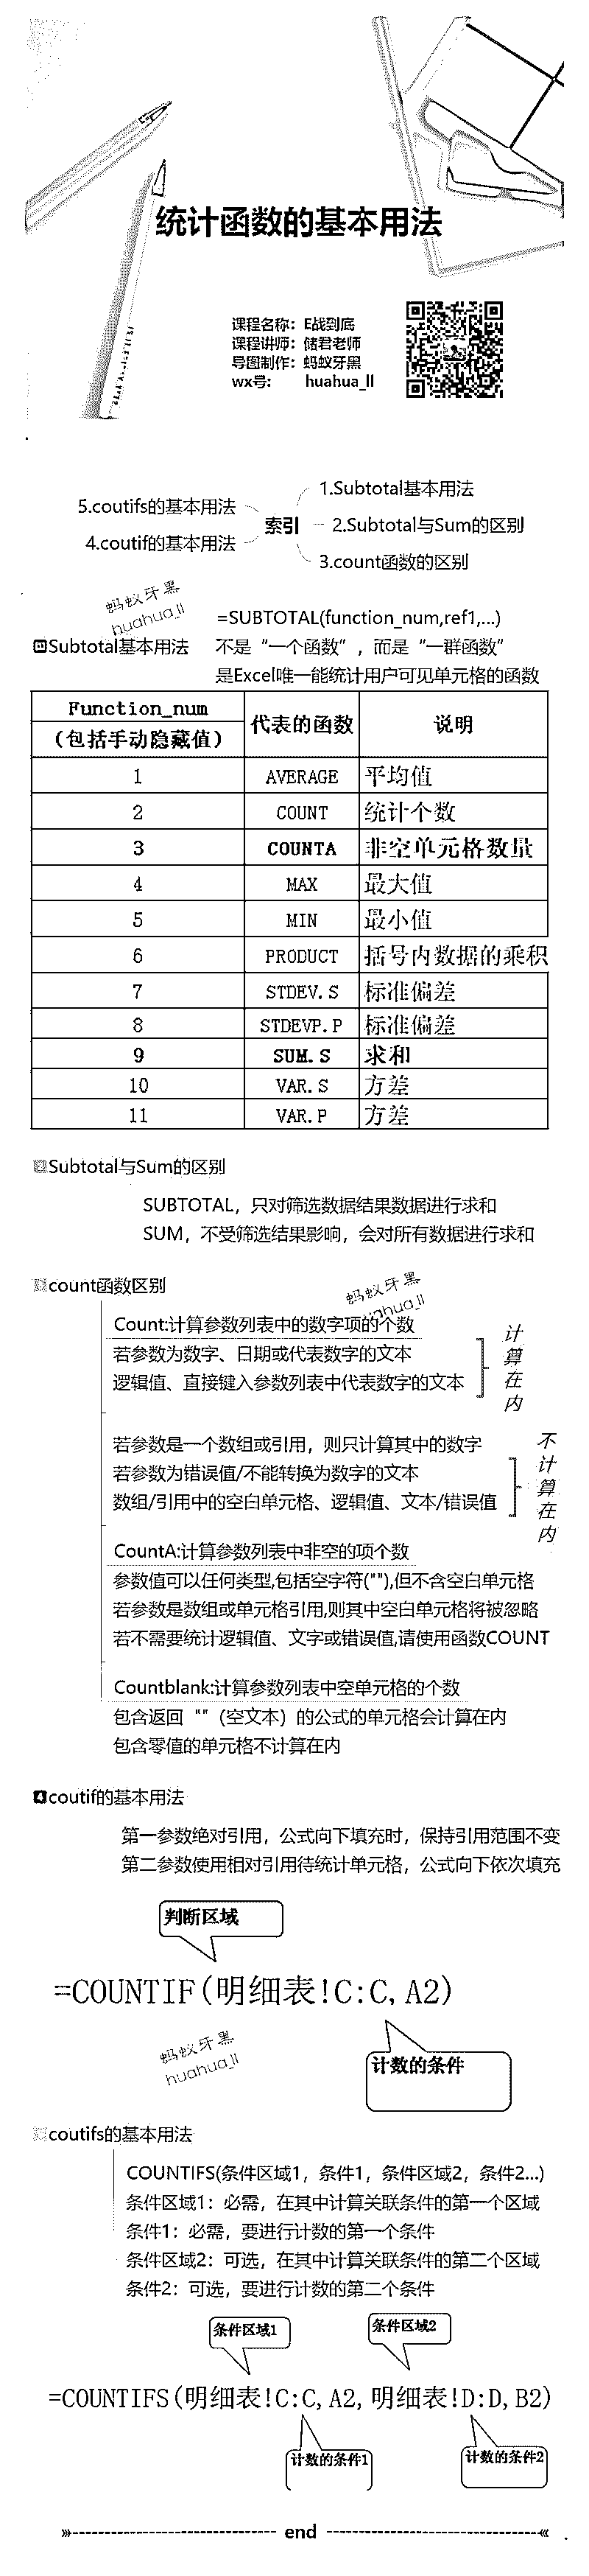 统计函数的基本用法
课程名称：E战到底
课程讲师：储君老师
导图制作：蚂蚁牙黑
wx号： huahua_ll
索引
1.Subtotal基本用法
2.Subtotal与Sum的区别
3.count函数的区别
4.coutif的基本用法
5.coutifs的基本用法
蚂蚁牙黑
huahua_ll
1 Subtotal基本用法
=SUBTOTAL(function_num,ref1,...)
不是“一个函数”，而是“一群函数”
是Excel唯一能统计用户可见单元格的函数
Function_num
（包括手动隐藏值） 代表的函数 说明
1 AVERAGE 平均值
2 COUNT 统计个数
3 COUNTA 非空单元格数量
4 MAX 最大值
5 MIN 最小值
6 PRODUCT 括号内数据的乘积
7 STDEV.S 标准偏差
8 STDEVP.P 标准偏差
9 SUM.S 求和
10 VAR.S 方差
11 VAR.P 方差
2 Subtotal与Sum的区别
SUBTOTAL，只对筛选数据结果数据进行求和
SUM，不受筛选结果影响，会对所有数据进行求和
蚂蚁牙黑
huahua_ll
3 count函数区别
Count:计算参数列表中的数字项的个数
若参数为数字、日期或代表数字的文本
逻辑值、直接键入参数列表中代表数字的文本
计算在内
若参数是一个数组或引用，则只计算其中的数字
若参数为错误值/不能转换为数字的文本
数组/引用中的空白单元格、逻辑值、文本/错误值
不计算在内
CountA:计算参数列表中非空的项个数
参数值可以任何类型,包括空字符(""),但不含空白单元格
若参数是数组或单元格引用,则其中空白单元格将被忽略
若不需要统计逻辑值、文字或错误值,请使用函数COUNT
Countblank:计算参数列表中空单元格的个数
包含返回 ""（空文本）的公式的单元格会计算在内
包含零值的单元格不计算在内
4 coutif的基本用法
第一参数绝对引用，公式向下填充时，保持引用范围不变
第二参数使用相对引用待统计单元格，公式向下依次填充
判断区域
=COUNTIF(明细表!C:C,A2)
计数的条件
蚂蚁牙黑
huahua_ll
coutifs的基本用法
COUNTIFS(条件区域1，条件1，条件区域2，条件2...)
条件区域1：必需，在其中计算关联条件的第一个区域
条件1：必需，要进行计数的第一个条件
条件区域2：可选，在其中计算关联条件的第二个区域
条件2：可选，要进行计数的第二个条件
条件区域1 条件区域2
=COUNTIFS(明细表!C:C,A2,明细表!D:D,B2)
计数的条件1 计数的条件2
end